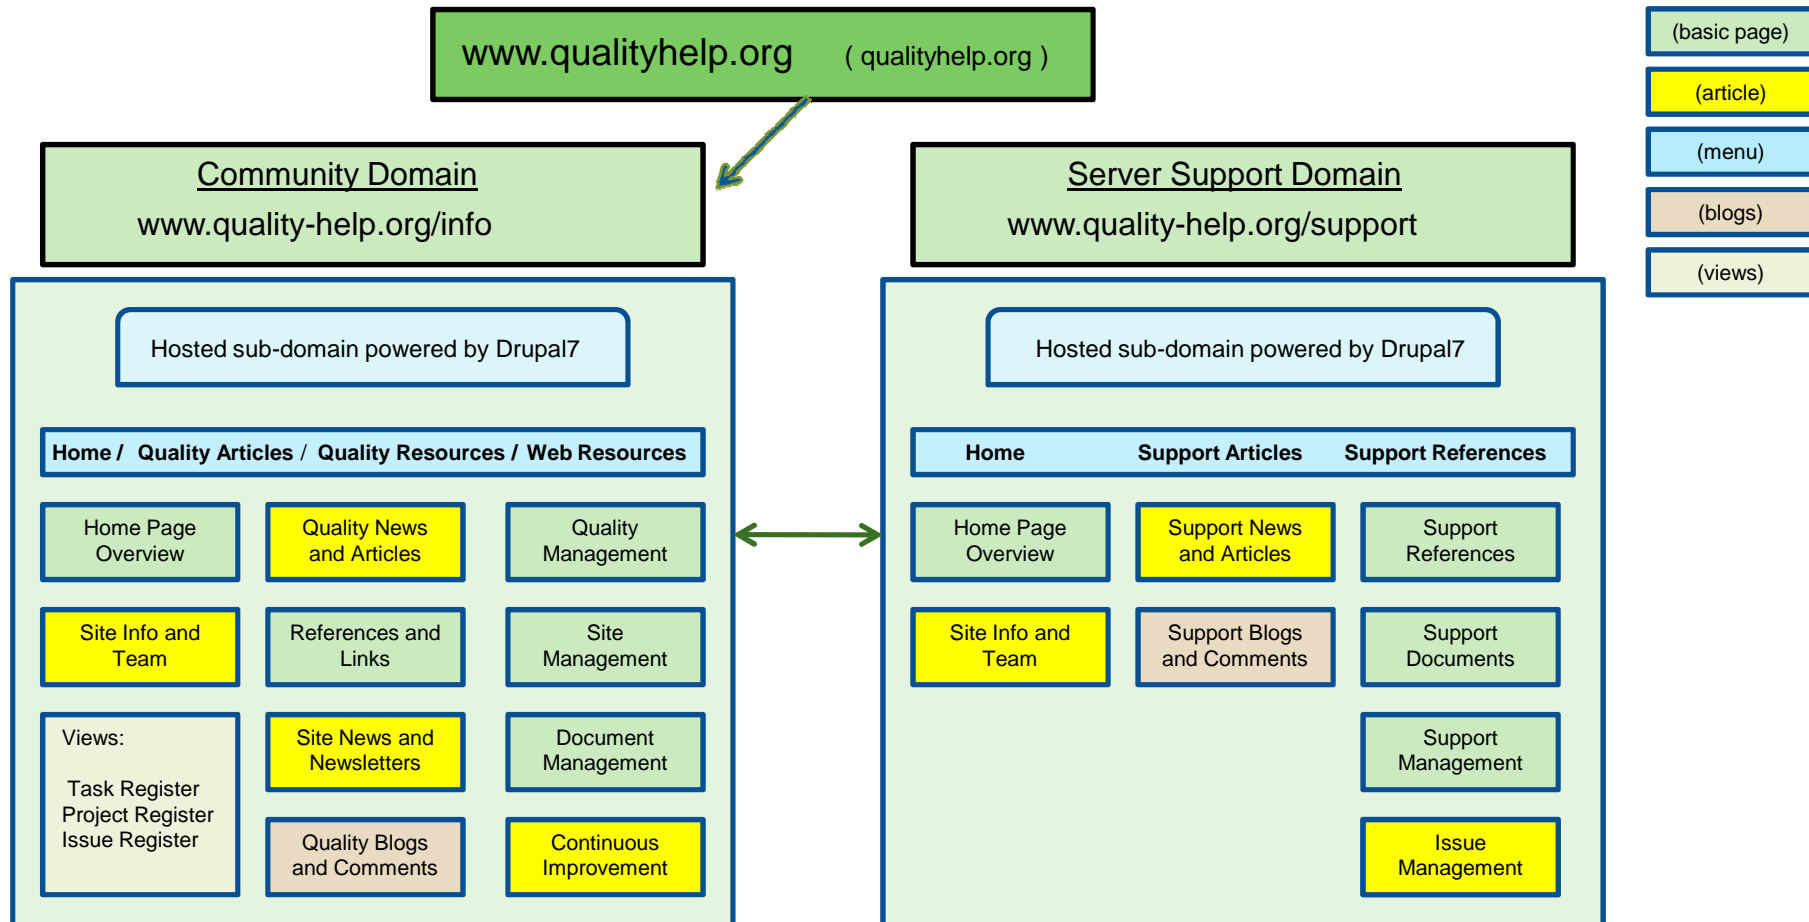 www.qualityhelp.org ( qualityhelp.org )
Community Domain
www.quality-help.org/info
Hosted sub-domain powered by Drupal7
Home / Quality Articles / Quality Resources / Web Resources
Home Page
Overview
Quality News
and Articles
Quality
Management
Site Info and
Team
References and
Links
Site
Management
Views:
Task Register
Project Register
Issue Register
Site News and
Newsletters
Document
Management
Quality Blogs
and Comments
Continuous
Improvement
Server Support Domain
www.quality-help.org/support
Hosted sub-domain powered by Drupal7
Home Support Articles Support References
Home Page
Overview
Support News
and Articles
Support
References
Site Info and
Team
Support Blogs
and Comments
Support
Documents
Support
Management
Issue
Management
(basic page)
(article)
(menu)
(blogs)
(views)